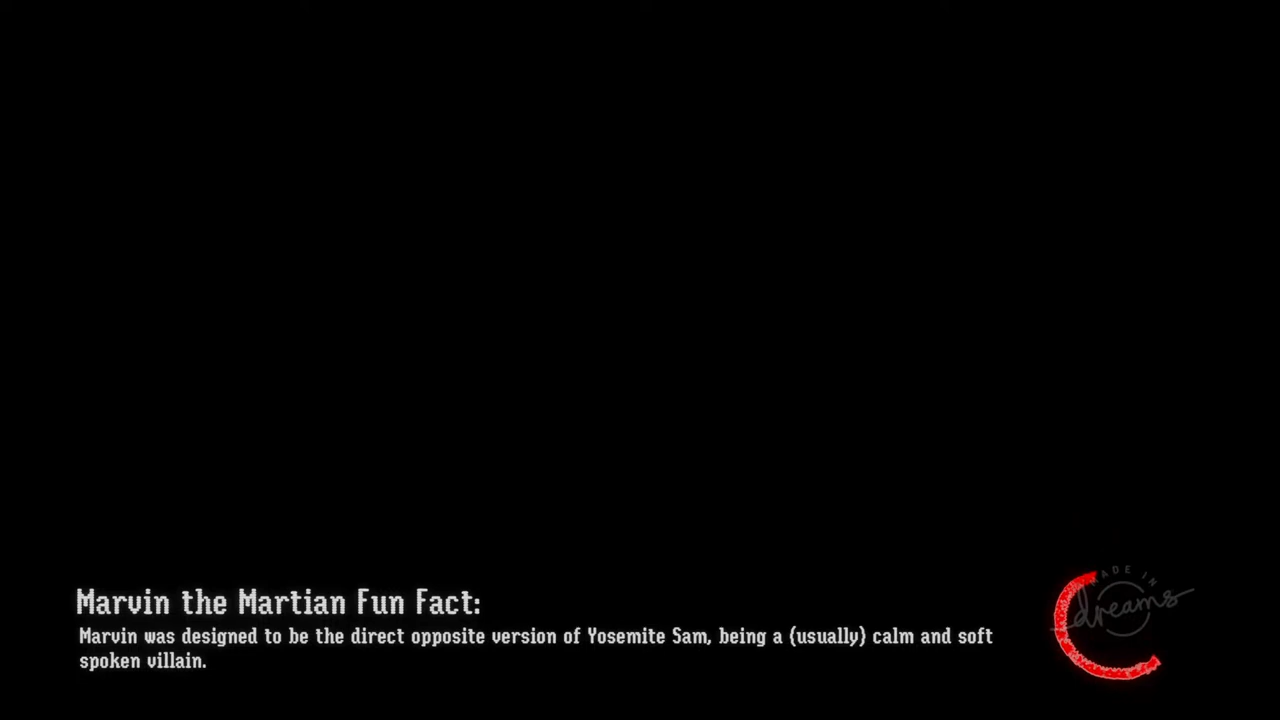 Marvin the Martian Fun Fact:
Marvin was designed to be the direct opposite version of Yosemite Sam, being a (usually) calm and soft
spoken villain.
MADE IN
dreams